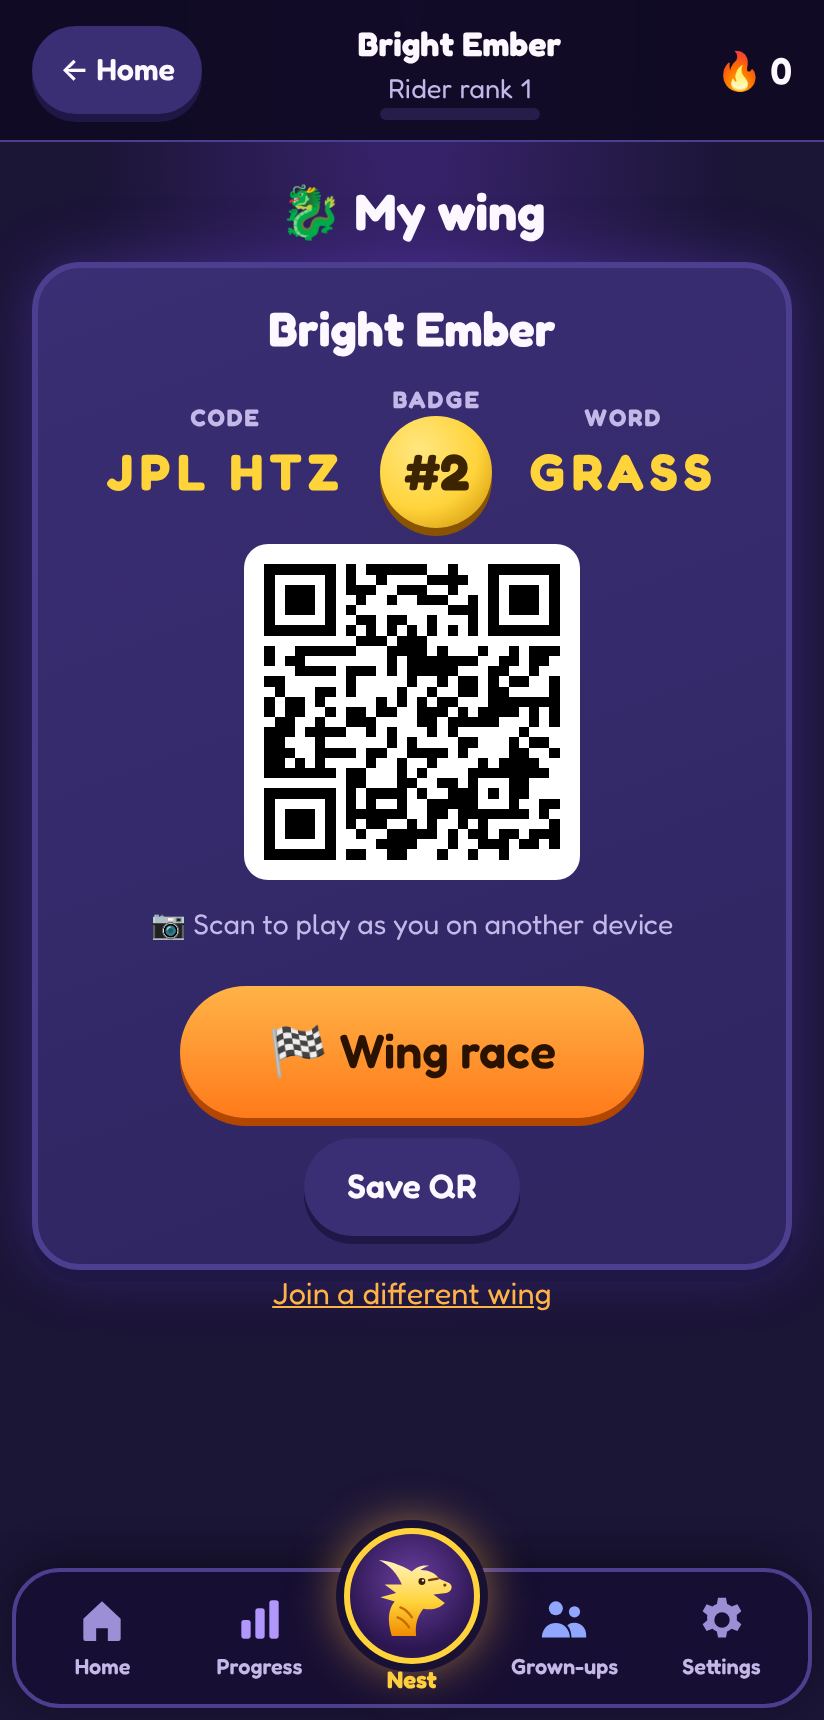 ← Home
Bright Ember
Rider rank 1
🔥 0
🐉 My wing
Bright Ember
CODE
JPL HTZ
BADGE
#2
WORD
GRASS
📷 Scan to play as you on another device
🏁 Wing race
Save QR
Join a different wing
Home
Progress
Nest
Grown-ups
Settings